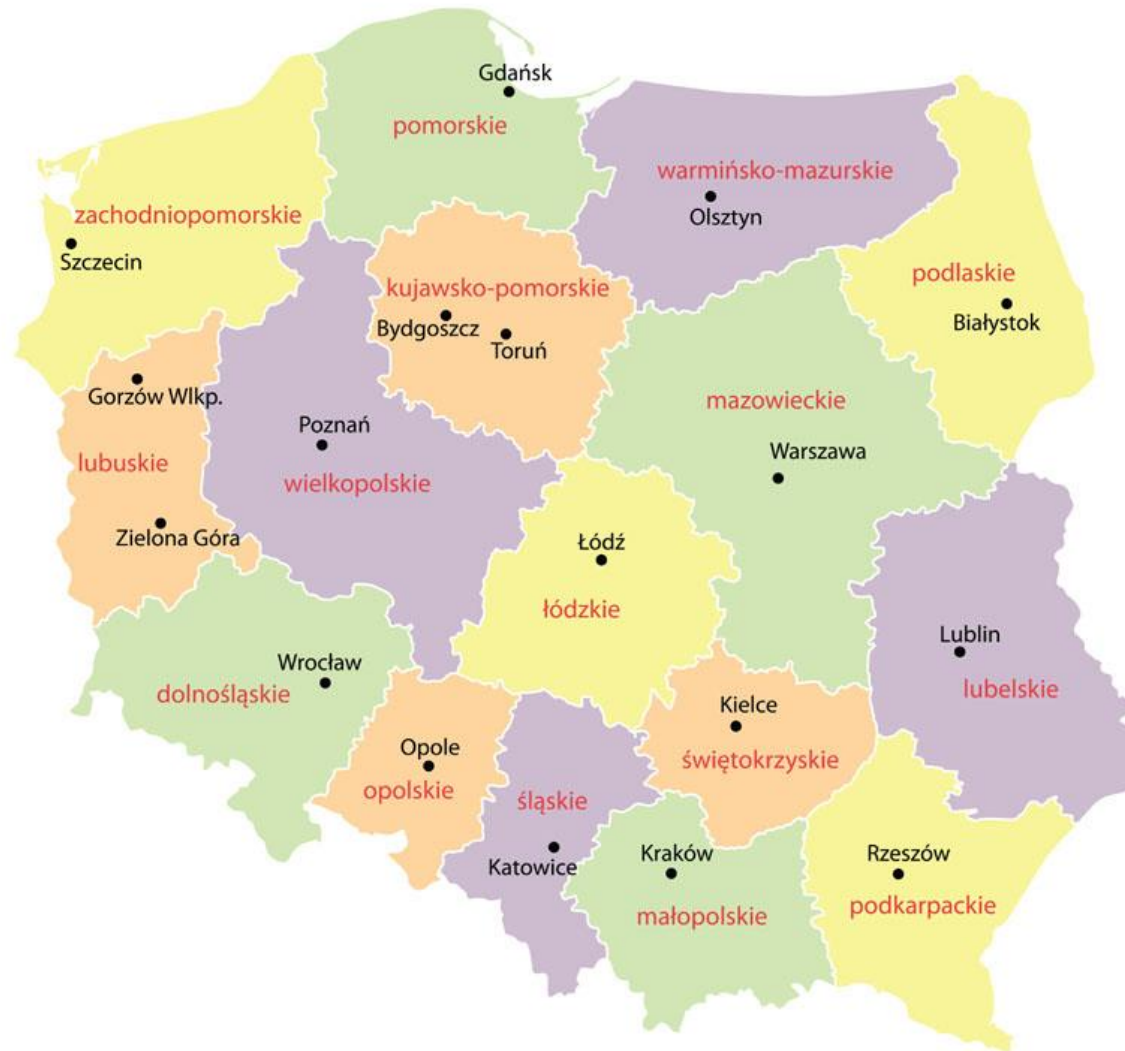 Gdańsk
pomorskie
warmińsko-mazurskie
Olsztyn
zachodniopomorskie
Szczecin
podlaskie
Białystok
kujawsko-pomorskie
Bydgoszcz
Toruń
Gorzów Wlkp.
lubuskie
Zielona Góra
Poznań
wielkopolskie
mazowieckie
Warszawa
Łódź
łódzkie
Wrocław
dolnośląskie
Lublin
lubelskie
Opole
opolskie
Kielce
świętokrzyskie
śląskie
Katowice
Kraków
małopolskie
Rzeszów
podkarpackie